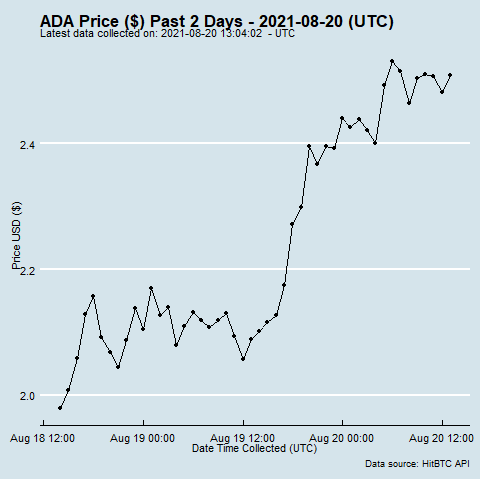 ADA Price ($) Past 2 Days - 2021-08-20 (UTC)
Latest data collected on: 2021-08-20 13:04:02  - UTC
Price USD ($)
2.4
2.2
2.0
Aug 18 12:00 Aug 19 00:00 Aug 19 12:00 Aug 20 00:00 Aug 20 12:00
Date Time Collected (UTC)
Data source: HitBTC API